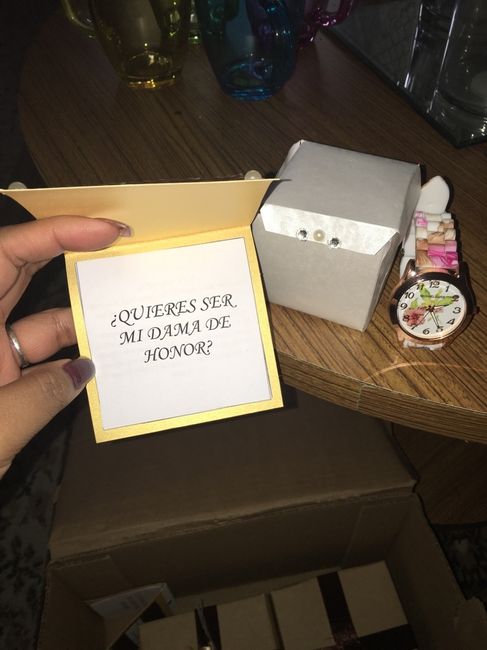 ¿QUIERES SER
MI DAMA DE
HONOR?